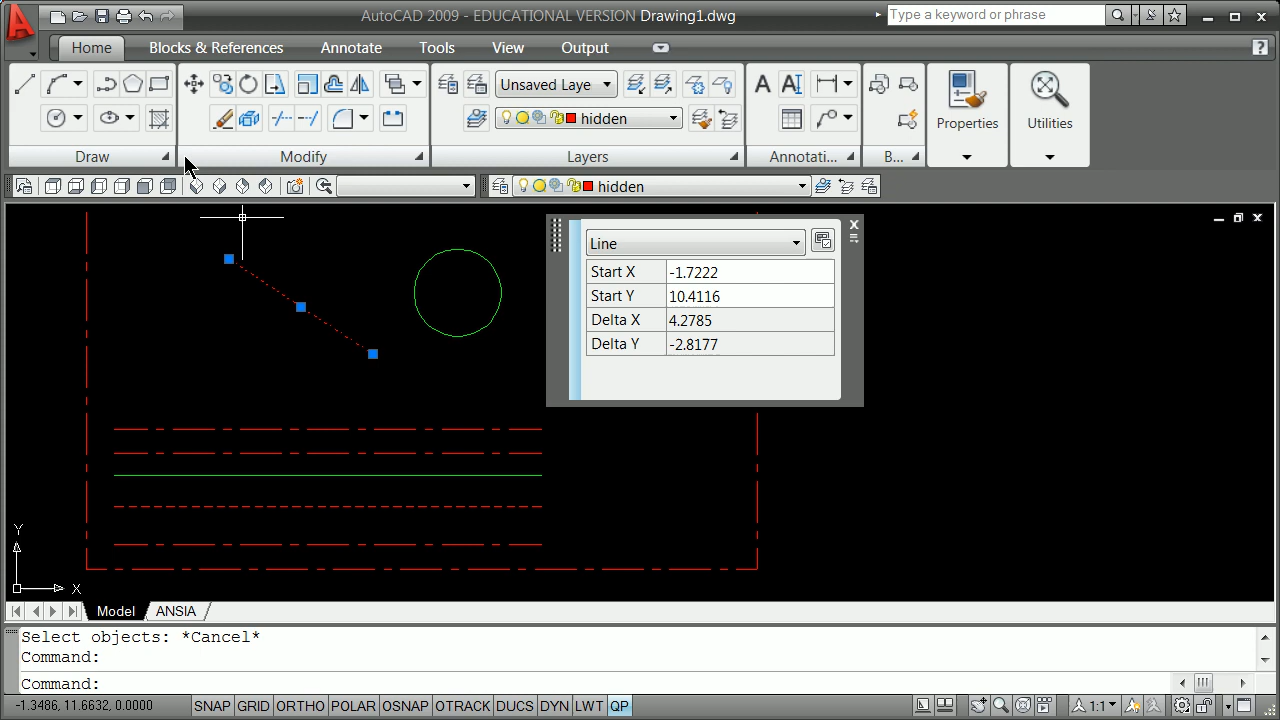 AutoCAD 2009 - EDUCATIONAL VERSION Drawing1.dwg
Type a keyword or phrase
Home Blocks & References Annotate Tools View Output
Unsaved Laye
A
Properties
Utilities
hidden
Draw Modify Layers Annotati... B...
hidden
Line
Start X -1.7222
Start Y 10.4116
Delta X 4.2785
Delta Y -2.8177
Y
X
Model ANSIA
Select objects: *Cancel*
Command:
Command:
-1.3486, 11.6632, 0.0000 SNAP GRID ORTHO POLAR OSNAP OTRACK DUCS DYN LWT QP 1:1